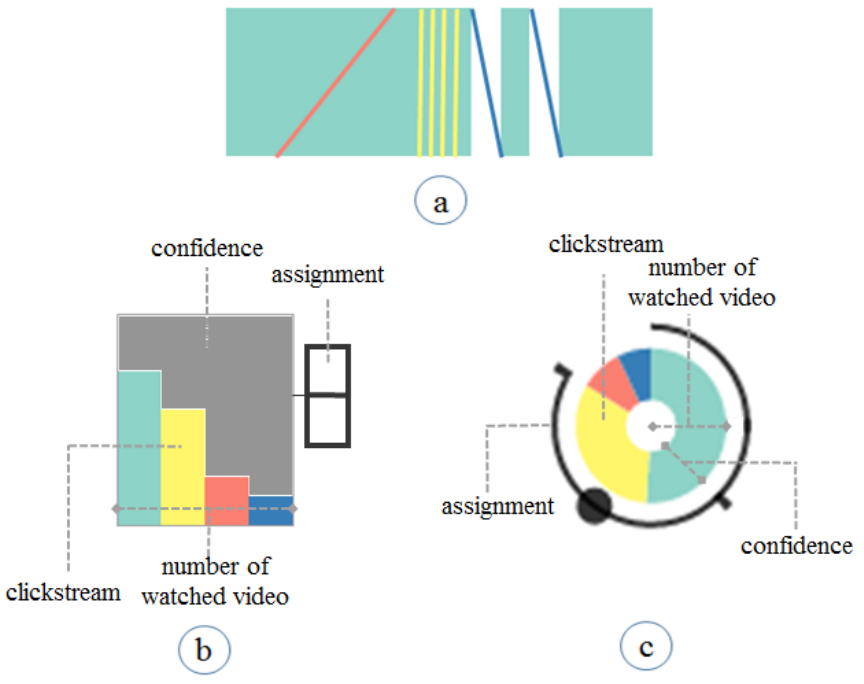 a
confidence
assignment
clickstream
number of
watched video
b
clickstream
number of
watched video
assignment
confidence
c